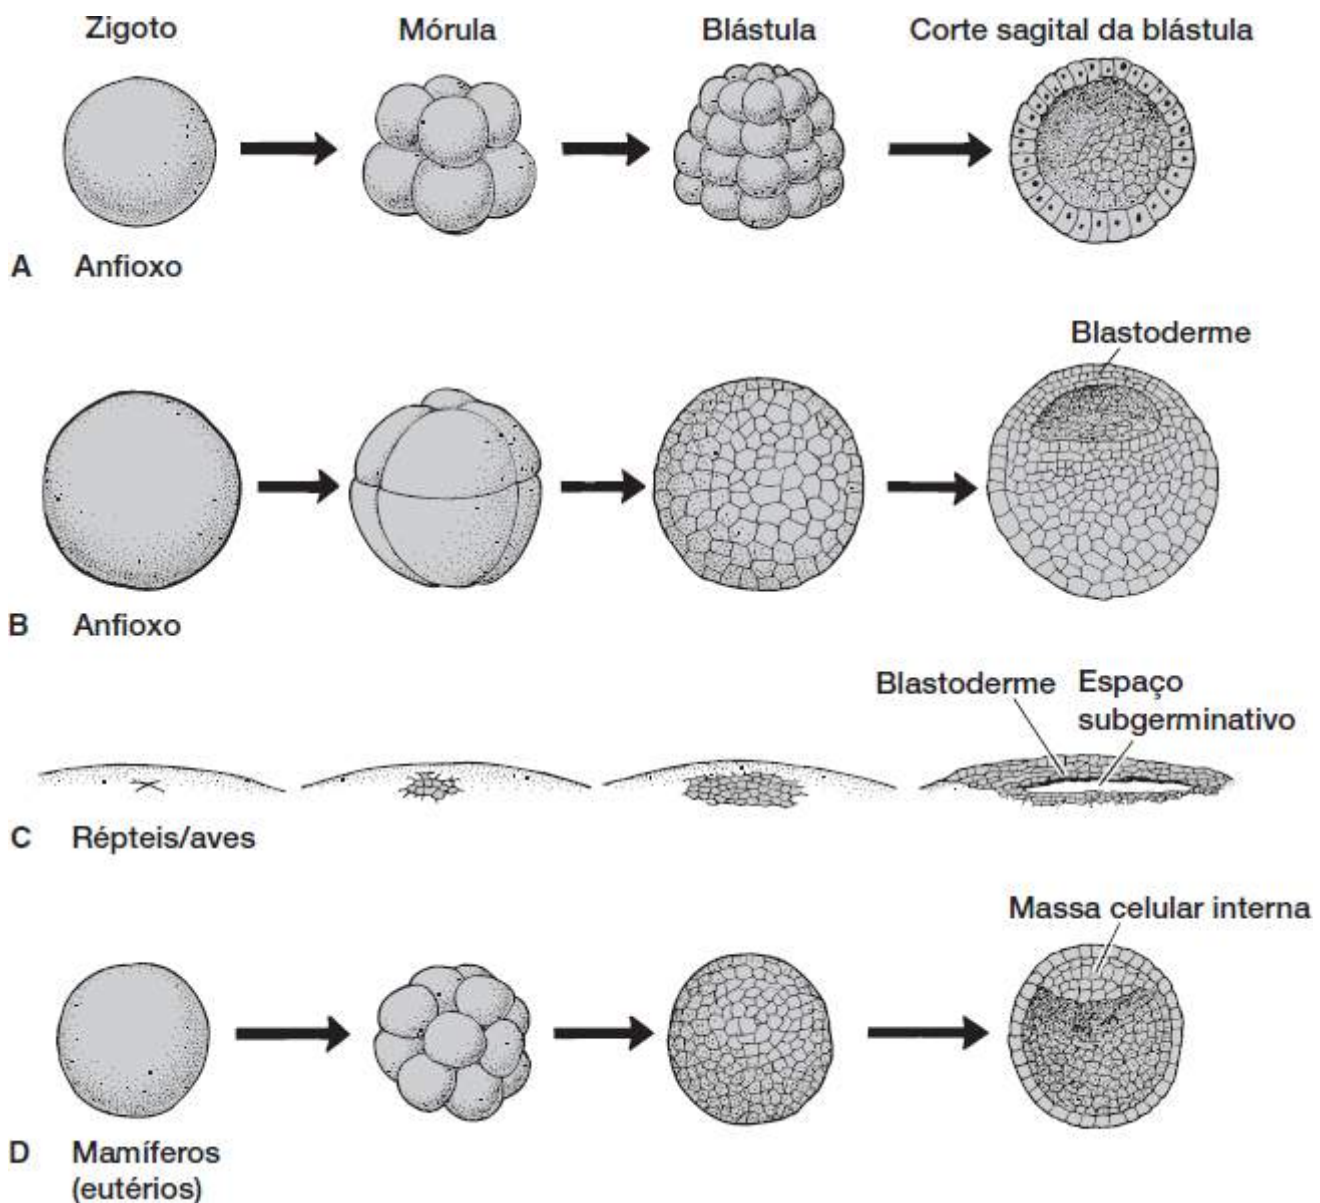 Zigoto Mórula Blástula Corte sagital da blástula
A Anfioxo
Blastoderme
B Anfioxo
Blastoderme Espaço
subgerminativo
C Répteis/aves
Massa celular interna
D Mamíferos
(eutérios)